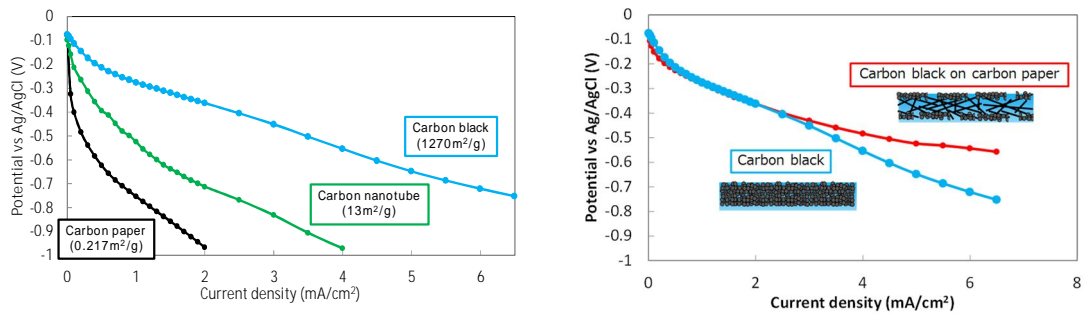 0
-0.1
-0.2
-0.3
-0.4
-0.5
-0.6
-0.7
-0.8
-0.9
-1
Potential vs Ag/AgCl (V)
Carbon black
(1270m²/g)
Carbon nanotube
(13m²/g)
Carbon paper
(0.217m²/g)
0 1 2 3 4 5 6
Current density (mA/cm²)
0
-0.1
-0.2
-0.3
-0.4
-0.5
-0.6
-0.7
-0.8
-0.9
-1
Potential vs Ag/AgCl (V)
Carbon black on carbon paper
Carbon black
0 2 4 6 8
Current density (mA/cm²)